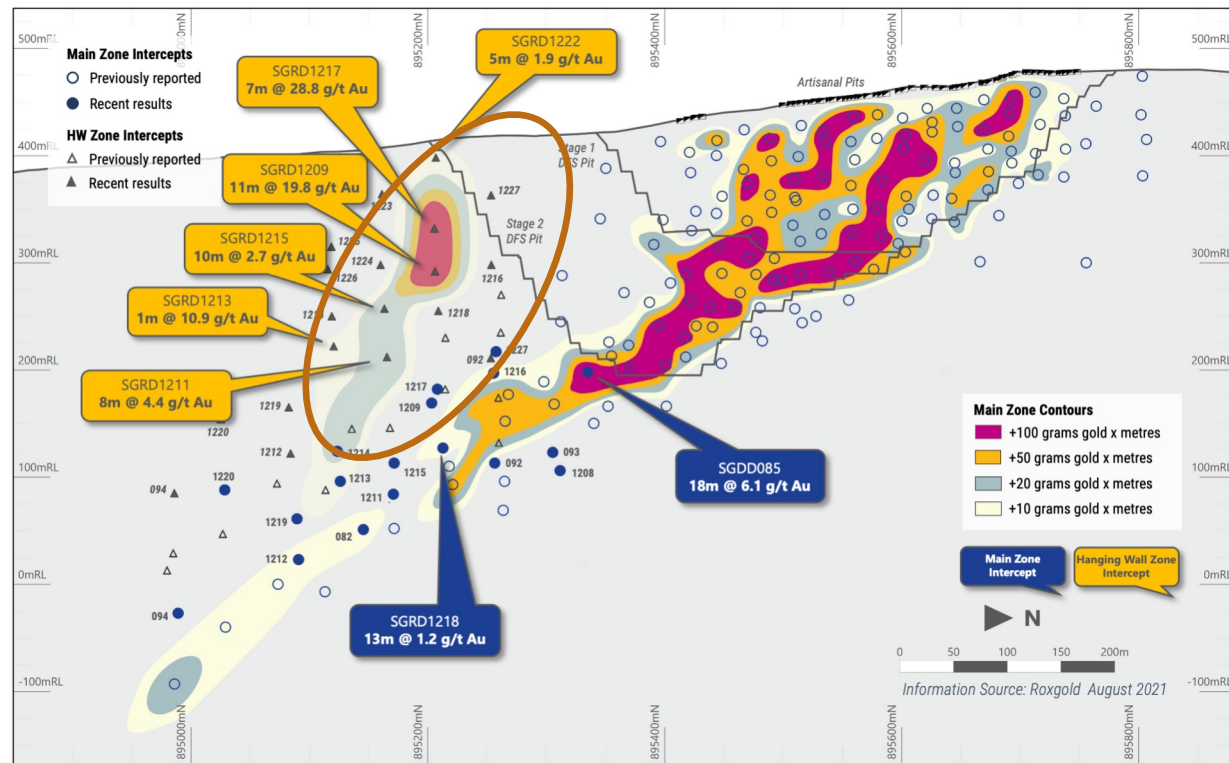 500mRL
400mRL
300mRL
200mRL
100mRL
0mRL
-100mRL
895200mN
895400mN
895600mN
895800mN
500mRL
400mRL
300mRL
200mRL
100mRL
0mRL
-100mRL
Main Zone Intercepts
Previously reported
Recent results
HW Zone Intercepts
Previously reported
Recent results
SGRD1222
5m @ 1.9 g/t Au
SGRD1217
7m @ 28.8 g/t Au
SGRD1209
11m @ 19.8 g/t Au
SGRD1215
10m @ 2.7 g/t Au
SGRD1213
1m @ 10.9 g/t Au
SGRD1211
8m @ 4.4 g/t Au
Artisanal Pits
Stage 1
DFS Pit
Stage 2
DFS Pit
1227
1224
1226
1216
1218
1227
092
1216
1217
1209
1219
1220
1212
1214
1213
1215
1211
092
093
1208
1220
094
1219
082
1212
094
SGDD085
18m @ 6.1 g/t Au
SGRD1218
13m @ 1.2 g/t Au
Main Zone Contours
+100 grams gold x metres
+50 grams gold x metres
+20 grams gold x metres
+10 grams gold x metres
Main Zone
Intercept
Hanging Wall Zone
Intercept
N
0 50 100 150 200m
Information Source: Roxgold August 2021
895000mN
895200mN
895400mN
895600mN
895800mN